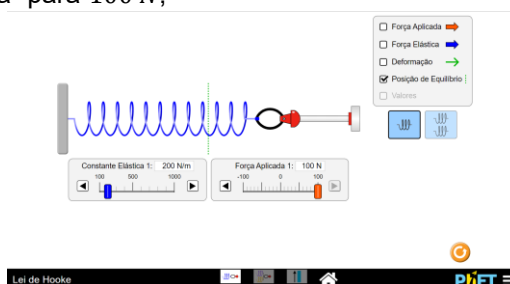 para 100 N,
Força Aplicada
Força Elástica
Deformação
Posição de Equilíbrio
Valores
Constante Elástica 1: 200 N/m
100 500 1000
Força Aplicada 1: 100 N
-100 0 100
Lei de Hooke
PhET